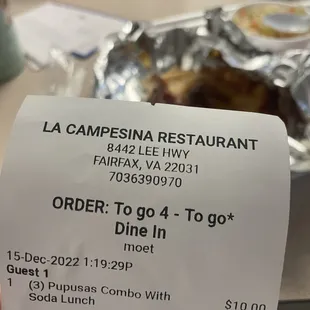 LA CAMPESINA RESTAURANT
8442 LEE HWY
FAIRFAX, VA 22031
7036390970
ORDER: To go 4 - To go*
Dine In
moet
15-Dec-2022 1:19:29P
Guest 1
1 (3) Pupusas Combo With $10.00
Soda Lunch